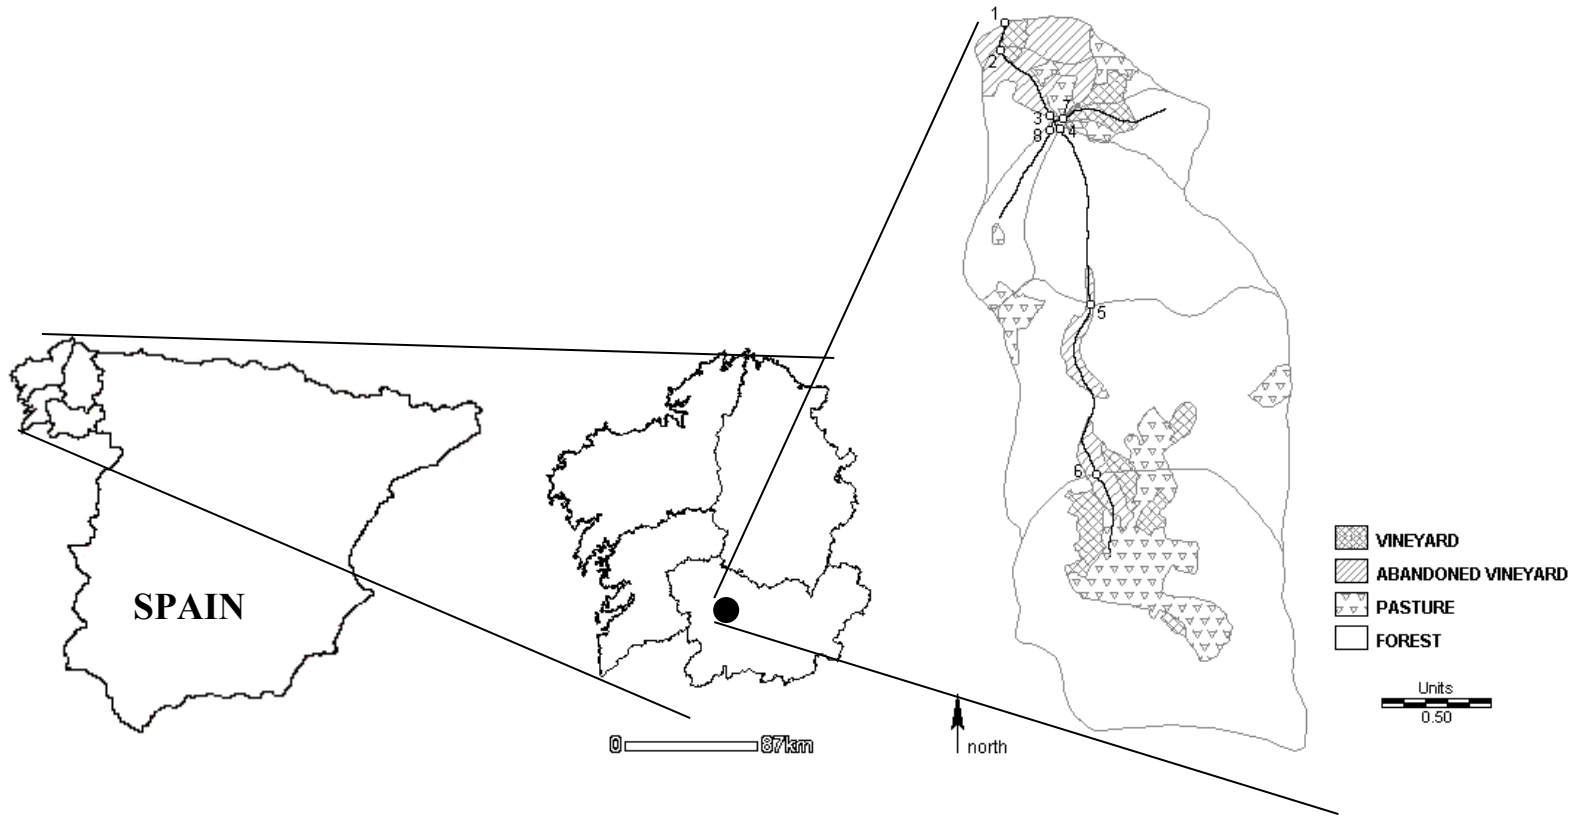 1
2
7
3
4
8
5
6
SPAIN
VINEYARD
ABANDONED VINEYARD
PASTURE
FOREST
Units
0.50
0 87km
north